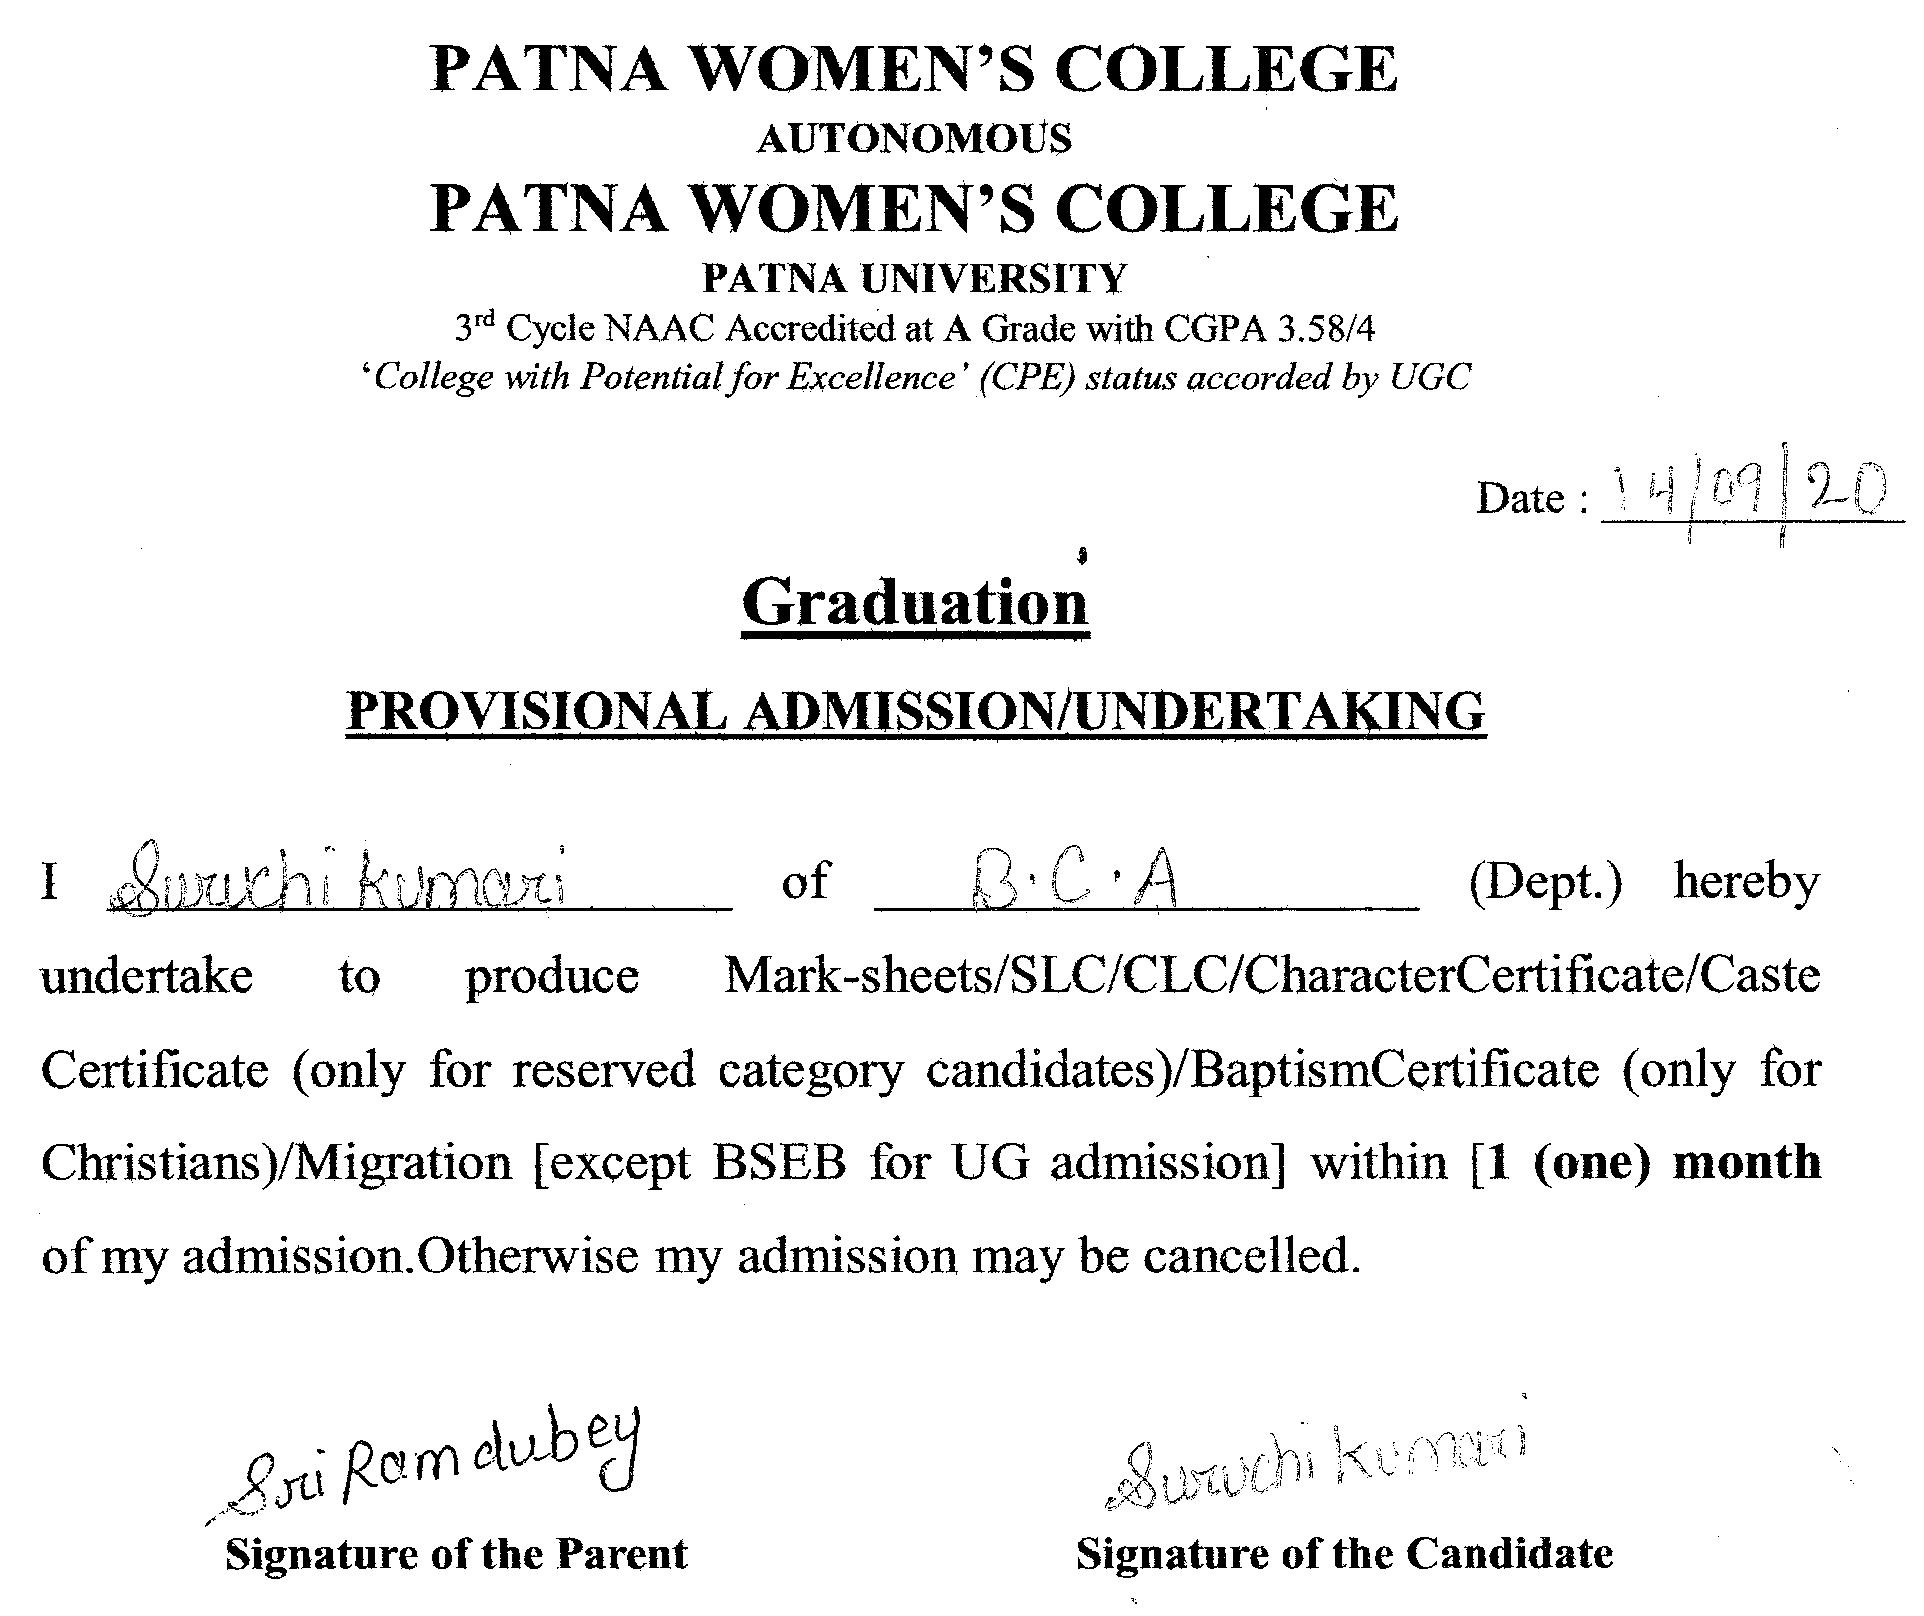 PATNA WOMEN'S COLLEGE
AUTONOMOUS
PATNA WOMEN'S COLLEGE
PATNA UNIVERSITY
3rd Cycle NAAC Accredited at A Grade with CGPA 3.58/4
'College with Potential for Excellence' (CPE) status accorded by UGC
Date : 14/09/20
Graduation
PROVISIONAL ADMISSION/UNDERTAKING
I Suruchi kumari of B.C.A (Dept.) hereby
undertake to produce Mark-sheets/SLC/CLC/CharacterCertificate/Caste
Certificate (only for reserved category candidates)/BaptismCertificate (only for
Christians)/Migration [except BSEB for UG admission] within [1 (one) month
of my admission.Otherwise my admission may be cancelled.
Sri Ram dubey Suruchi kumari
Signature of the Parent Signature of the Candidate